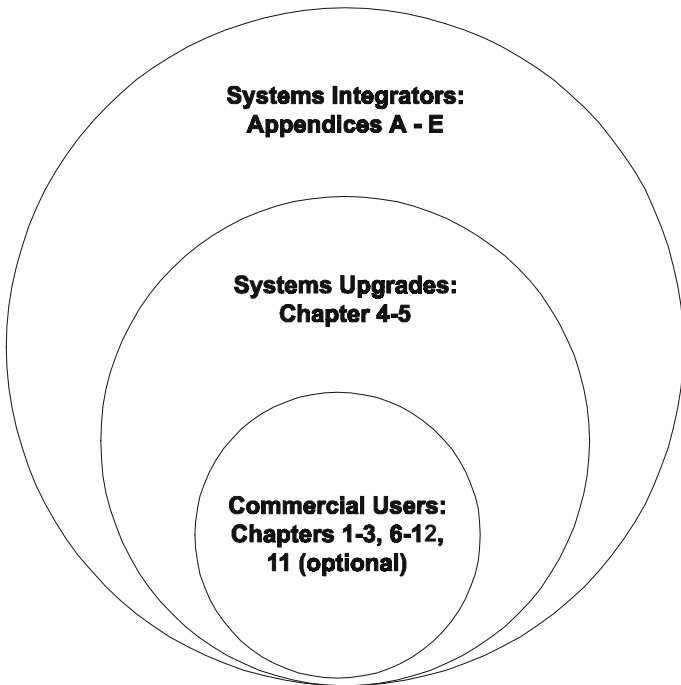 Systems Integrators:
Appendices A - E
Systems Upgrades:
Chapter 4-5
Commercial Users:
Chapters 1-3, 6-12,
11 (optional)